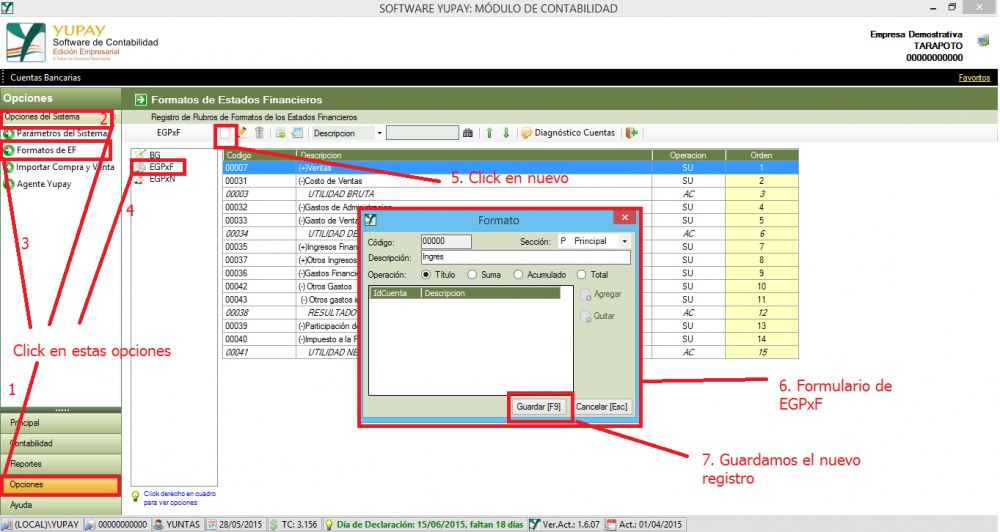 SOFTWARE YUPAY: MÓDULO DE CONTABILIDAD
YUPAY
Software de Contabilidad
Edición Empresarial
Empresa Demostrativa
TARAPOTO
00000000000
Cuentas Bancarias
Favoritos
Opciones
Formatos de Estados Financieros
Opciones del Sistema
2
Registro de Rubros de Formatos de los Estados Financieros
Parámetros del Sistema
EGPxF
Descripcion
Diagnóstico Cuentas
Formatos de EF
Importar Compra y Venta
Agente Yupay
BG
EGPxF
EGPxN
4
3
Codigo Descripcion Operacion Orden
00007 (+)Ventas SU 1
00031 (-)Costo de Ventas SU 2
00003 UTILIDAD BRUTA AC 3
00032 (-)Gastos de Administracion SU 4
00033 (-)Gasto de Venta SU 5
00034 UTILIDAD DE AC 6
00035 (+)Ingresos Finan SU 7
00037 (+)Otros Ingresos SU 8
00036 (-)Gastos Financi SU 9
00042 (-) Otros Gastos SU 10
00043 (-) Otros gastos i SU 11
00038 RESULTADO AC 12
00039 (-)Participación d SU 13
00040 (-)Impuesto a la F SU 14
00041 UTILIDAD NE AC 15
5. Click en nuevo
Formato
Código: 00000 Sección: P Principal
Descripción: Ingres
Operación: Título Suma Acumulado Total
IdCuenta Descripcion
Agregar
Quitar
Guardar [F9] Cancelar [Esc]
Click en estas opciones
1
6. Formulario de
EGPxF
7. Guardamos el nuevo
registro
Principal
Contabilidad
Reportes
Opciones
Ayuda
Click derecho en cuadro
para ver opciones
(LOCAL)\YUPAY 00000000000 YUNTAS 28/05/2015 TC: 3.156 Día de Declaración: 15/06/2015, faltan 18 días Ver.Act.: 1.6.07 Act.: 01/04/2015